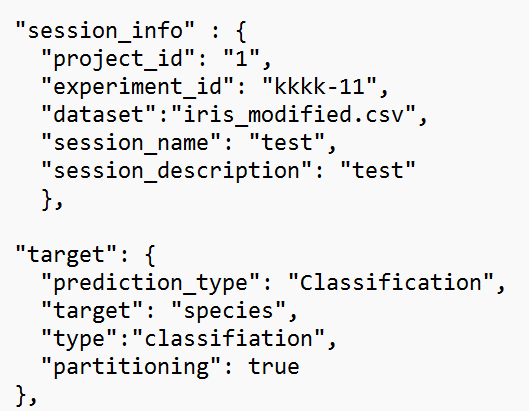 "session_info" : {
"project_id": "1",
"experiment_id": "kkkk-11",
"dataset":"iris_modified.csv",
"session_name": "test",
"session_description": "test"
},
"target": {
"prediction_type": "Classification",
"target": "species",
"type":"classifiation",
"partitioning": true
},